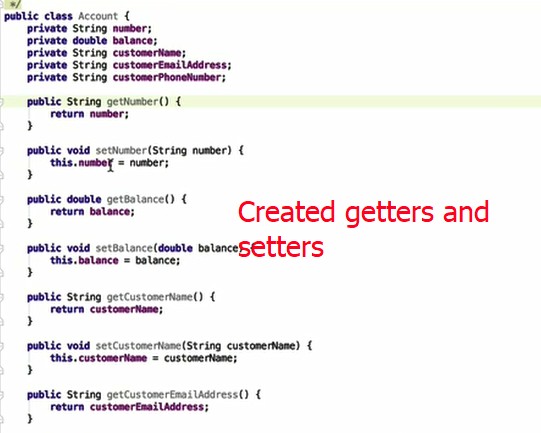 */
public class Account {
private String number;
private double balance;
private String customerName;
private String customerEmailAddress;
private String customerPhoneNumber;
public String getNumber() {
return number;
}
public void setNumber(String number) {
this.number = number;
}
public double getBalance() {
return balance;
}
Created getters and
setters
public void setBalance(double balance
this.balance = balance;
}
public String getCustomerName() {
return customerName;
}
public void setCustomerName(String customerName) {
this.customerName = customerName;
}
public String getCustomerEmailAddress() {
return customerEmailAddress;
}